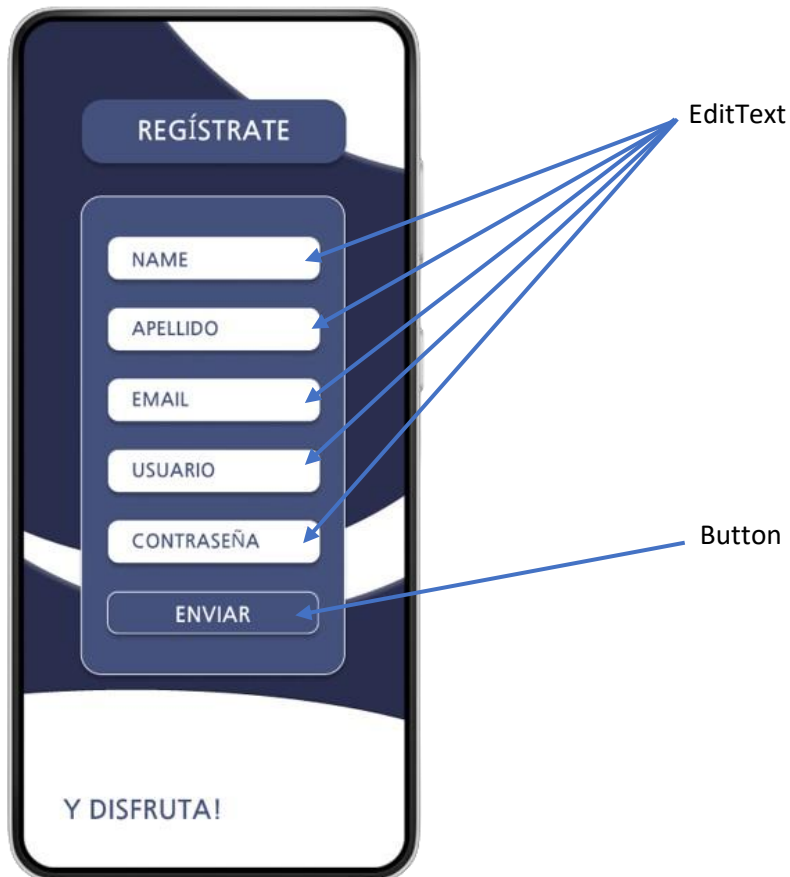 REGÍSTRATE
EditText
NAME
APELLIDO
EMAIL
USUARIO
CONTRASEÑA
Button
ENVIAR
Y DISFRUTA!